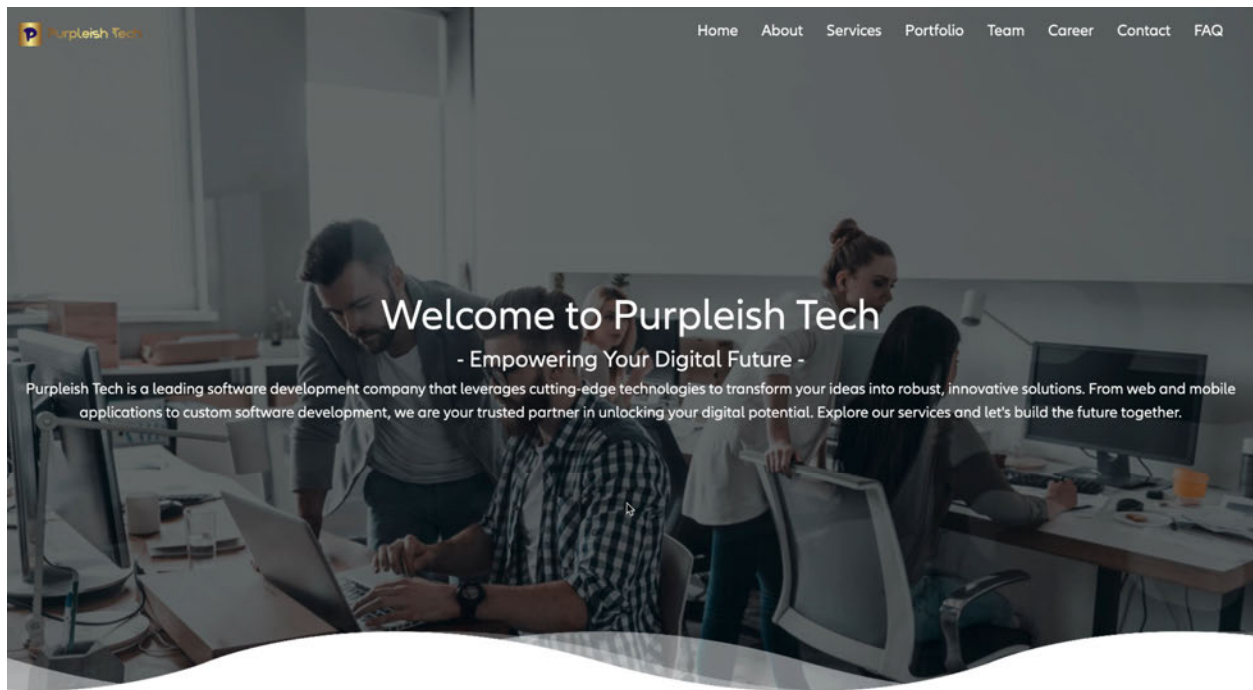 P Purpleish Tech
Home About Services Portfolio Team Career Contact FAQ
Welcome to Purpleish Tech
- Empowering Your Digital Future -
Purpleish Tech is a leading software development company that leverages cutting-edge technologies to transform your ideas into robust, innovative solutions. From web and mobile
applications to custom software development, we are your trusted partner in unlocking your digital potential. Explore our services and let's build the future together.